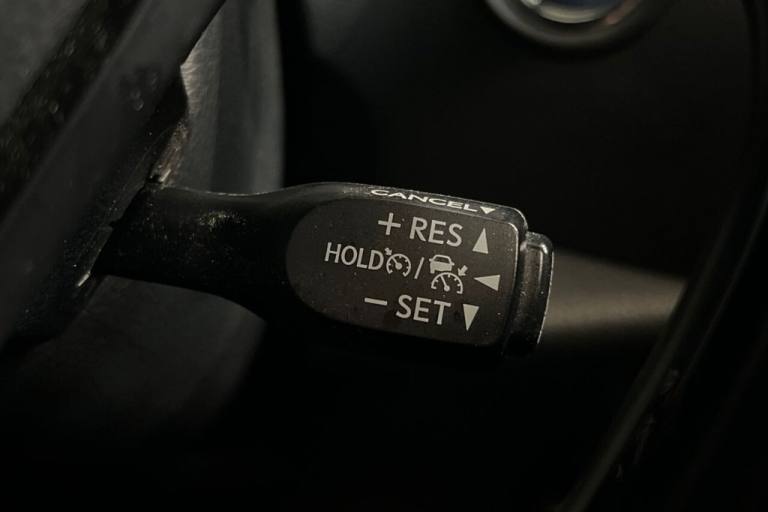 CANCEL▼
+ RES ▲
HOLD / ◀
− SET ▼